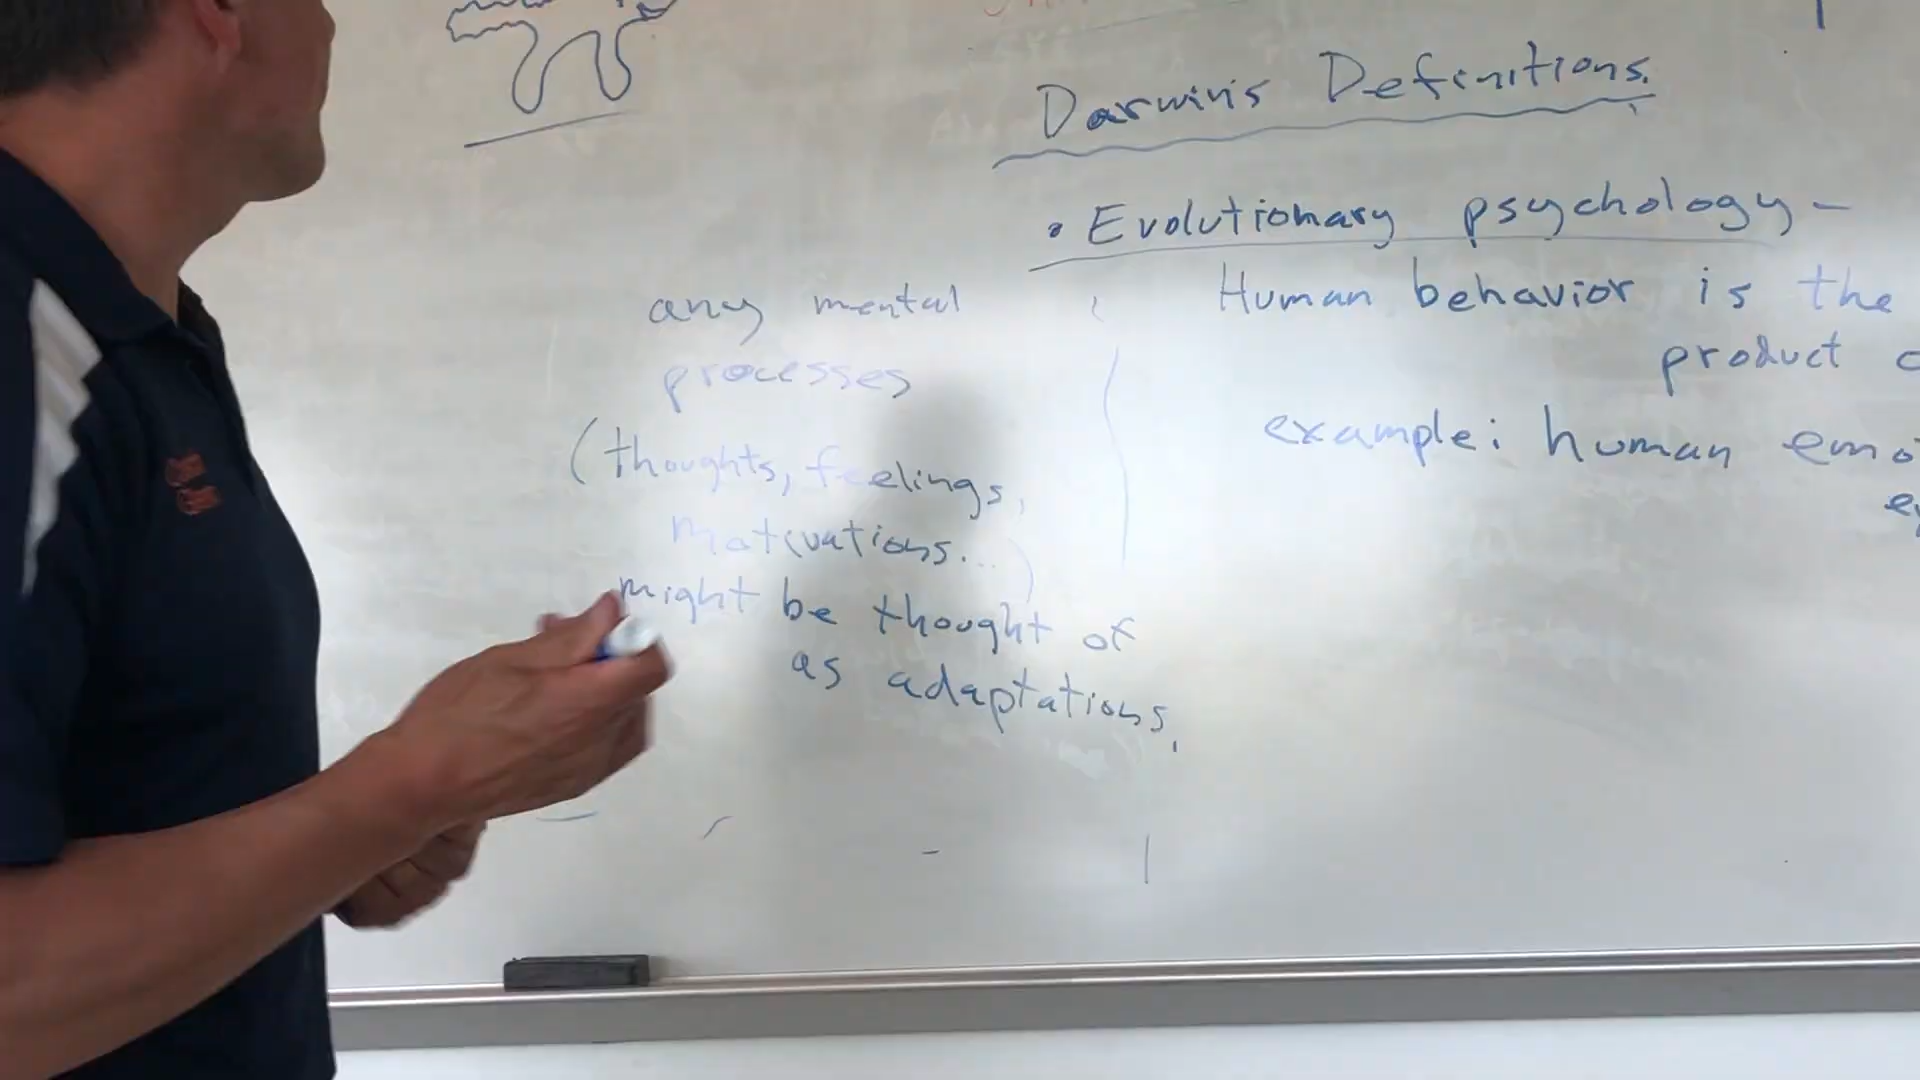 Darwin's Definitions.
• Evolutionary psychology -
Human behavior is the
product
example: human
any mental
processes
(thoughts, feelings,
motivations...)
might be thought of
as adaptations.